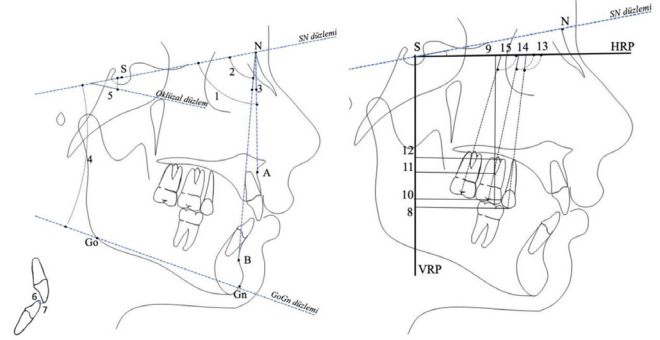 SN düzlemi
N
S
2
3
1
5
Oklüzal düzlem
4
A
Go
B
Gn
GoGn düzlemi
6
7
SN düzlemi
N
S
9 15 14 13
HRP
12
11
10
8
VRP